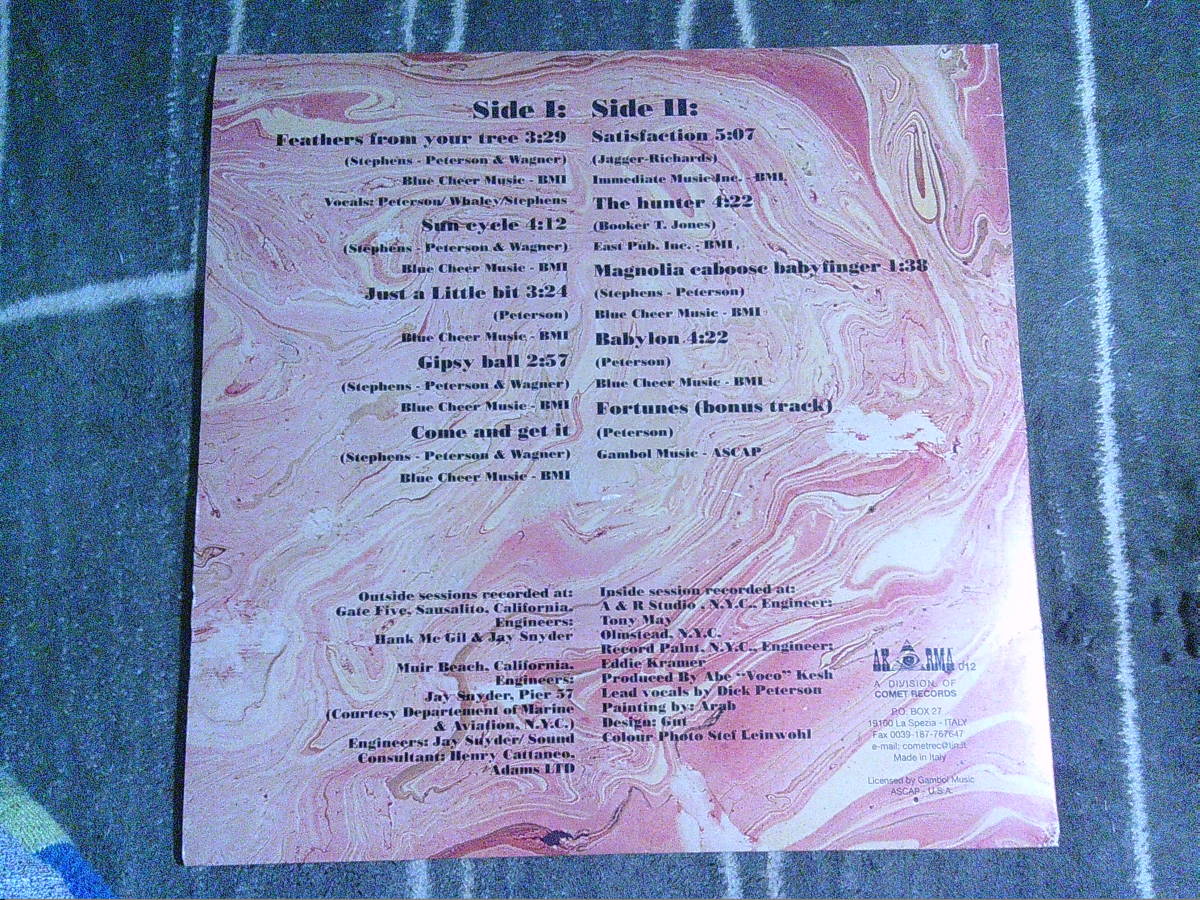 Side I:
Feathers from your tree 3:29
(Stephens - Peterson & Wagner)
Blue Cheer Music - BMI
Vocals: Peterson/ Whaley/Stephens
Sun cycle 4:12
(Stephens - Peterson & Wagner)
Blue Cheer Music - BMI
Just a Little bit 3:24
(Peterson)
Blue Cheer Music - BMI
Gipsy ball 2:57
(Stephens - Peterson & Wagner)
Blue Cheer Music - BMI
Come and get it
(Stephens - Peterson & Wagner)
Blue Cheer Music - BMI
Side II:
Satisfaction 5:07
(Jagger-Richards)
Immediate Music Inc. - BMI
The hunter 4:22
(Booker T. Jones)
East Pub. Inc. - BMI
Magnolia caboose babyfinger 1:38
(Stephens - Peterson)
Blue Cheer Music - BMI
Babylon 4:22
(Peterson)
Blue Cheer Music - BMI
Fortunes (bonus track)
(Peterson)
Gambol Music - ASCAP
Outside sessions recorded at:
Gate Five, Sausalito, California.
Engineers:
Hank Mc Gil & Jay Snyder
Muir Beach, California.
Engineers:
Jay Snyder, Pier 57
(Courtesy Departement of Marine
& Aviation, N.Y.C.)
Engineers: Jay Snyder/ Sound
Consultant: Henry Cattaneo.
Adams LTD
Inside session recorded at:
A & R Studio , N.Y.C., Engineer:
Tony May
Olmstead, N.Y.C.
Record Palnt, N.Y.C., Engineer:
Eddie Kramer
Produced By Abe “Voco” Kesh
Lead vocals by Dick Peterson
Painting by: Arab
Design: Gut
Colour Photo Stef Leinwohl
AK RMA 012
A DIVISION OF
COMET RECORDS
P.O. BOX 27
19100 La Spezia - ITALY
Fax 0039-187-767647
e-mail: cometrec@tin.it
Made in Italy
Licensed by Gambol Music
ASCAP - U.S.A.